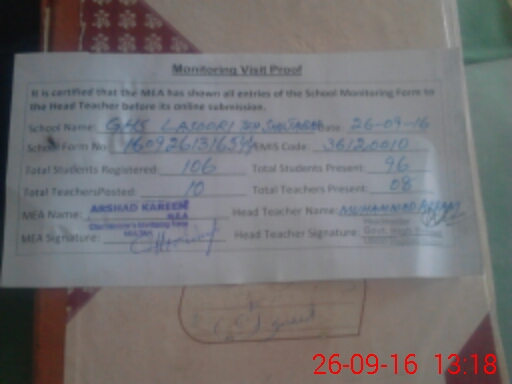 Monitoring Visit Proof
It is certified that the MEA has shown all entries of the School Monitoring Form to
the Head Teacher before its online submission.
School Name: GHS LASOORI Date: 26-09-16
School Form No EMIS Code: 36120010
Total Students Registered: 106 Total Students Present: 96
Total TeachersPosted: 10 Total Teachers Present: 08
MEA Name: ARSHAD KAREEM Head Teacher Name: MUHAMMAD
M.E.A
MEA Signature: Head Teacher Signature:
26-09-16 13:18